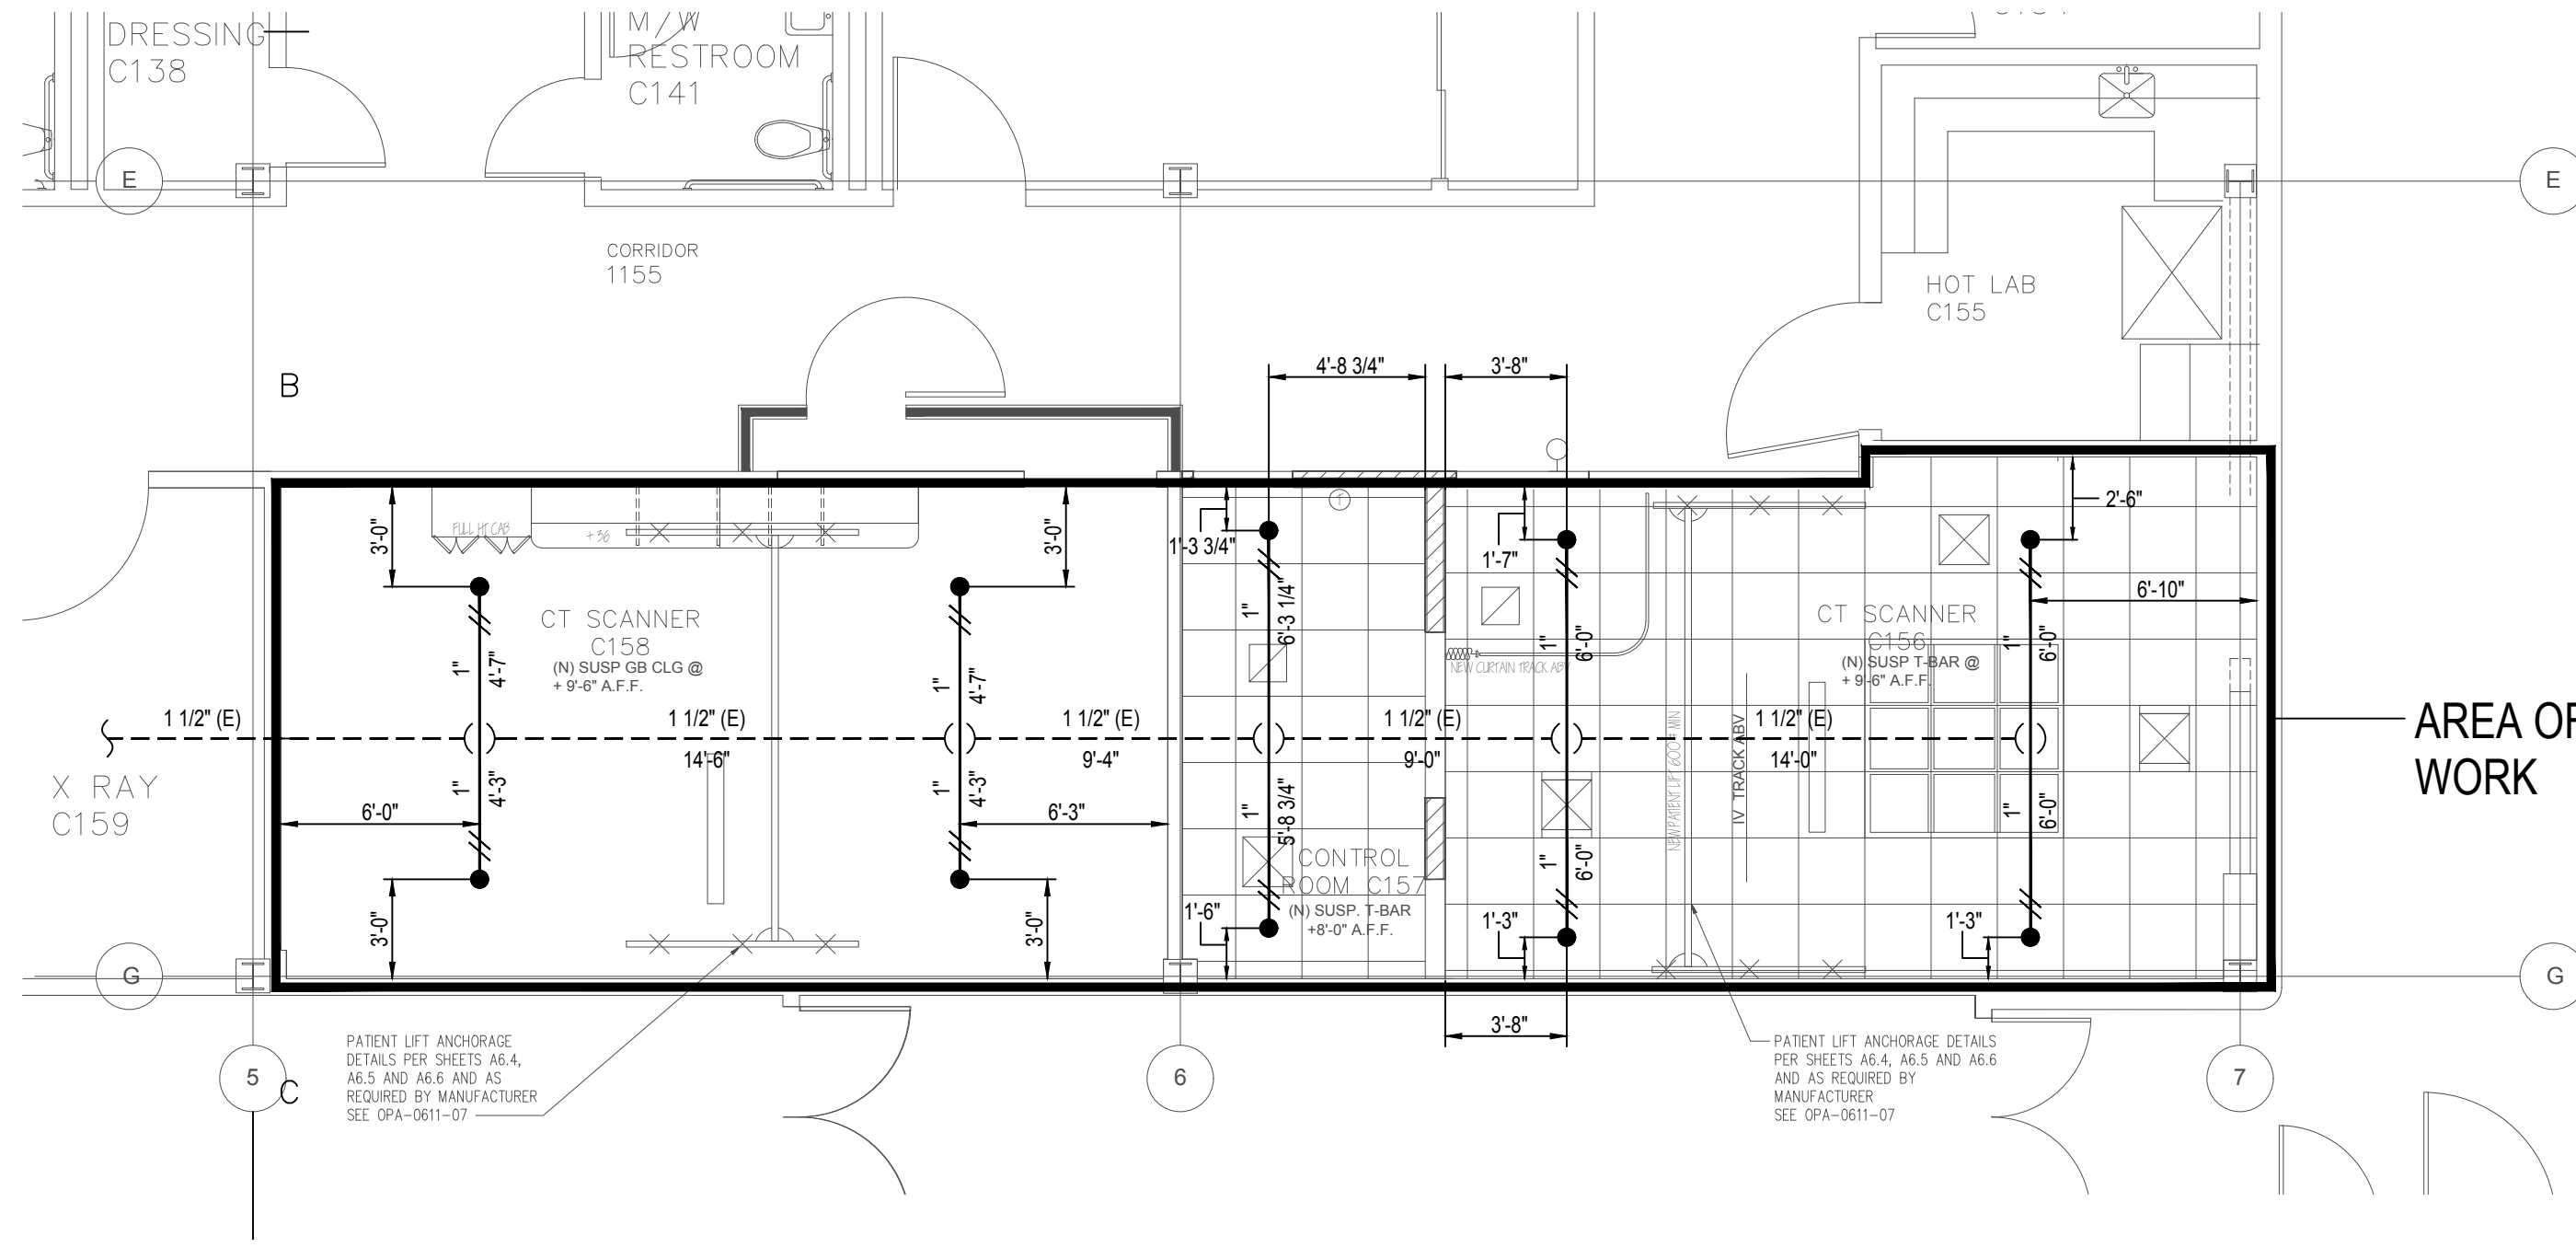 DRESSING
C138
M/W
RESTROOM
C141
E
E
CORRIDOR
1155
HOT LAB
C155
B
4'-8 3/4"
3'-8"
3'-0"
FULL HT CAB
+36
3'-0"
1'-3 3/4"
T
1'-7"
2'-6"
6'-10"
CT SCANNER
C158
(N) SUSP GB CLG @
+ 9'-6" A.F.F.
1"
4'-7"
1"
4'-7"
1"
6'-3 1/4"
1"
6'-0"
NEW CURTAIN TRACK ABV
CT SCANNER
C156
(N) SUSP T-BAR @
+ 9'-6" A.F.F.
1"
6'-0"
1 1/2" (E)
1 1/2" (E)
14'-6"
1 1/2" (E)
9'-4"
1 1/2" (E)
9'-0"
1 1/2" (E)
14'-0"
NEW PATIENT LIFT 600# MIN
IV TRACK ABV
AREA OF
WORK
X RAY
C159
1"
4'-3"
1"
4'-3"
1"
5'-8 3/4"
1"
6'-0"
1"
6'-0"
6'-0"
6'-3"
CONTROL
ROOM C157
(N) SUSP. T-BAR
+8'-0" A.F.F.
3'-0"
3'-0"
1'-6"
1'-3"
1'-3"
G
G
3'-8"
PATIENT LIFT ANCHORAGE
DETAILS PER SHEETS A6.4,
A6.5 AND A6.6 AND AS
REQUIRED BY MANUFACTURER
SEE OPA-0611-07
PATIENT LIFT ANCHORAGE DETAILS
PER SHEETS A6.4, A6.5 AND A6.6
AND AS REQUIRED BY
MANUFACTURER
SEE OPA-0611-07
5
C
6
7